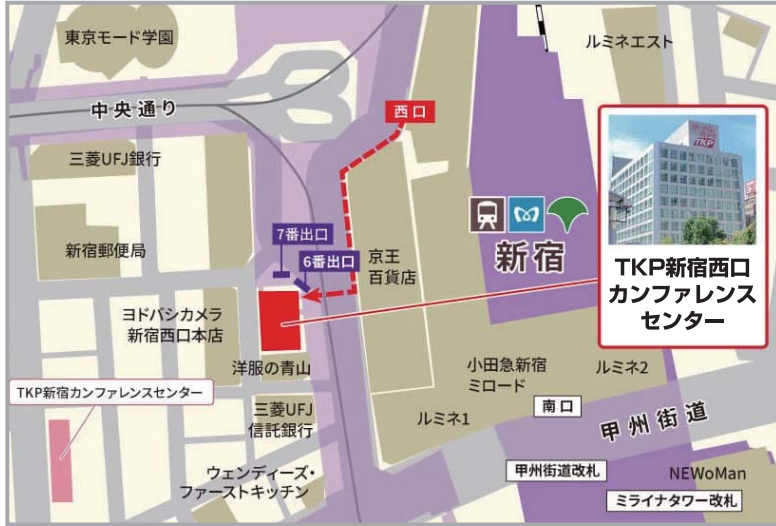 東京モード学園
ルミネエスト
中央通り
西口
三菱UFJ銀行
TKP
新宿郵便局
7番出口
6番出口
京王
百貨店
新宿
TKP新宿西口
カンファレンス
センター
ヨドバシカメラ
新宿西口本店
洋服の青山
小田急新宿
ミロード
ルミネ2
TKP新宿カンファレンスセンター
三菱UFJ
信託銀行
ルミネ1
南口
甲州街道
ウェンディーズ・
ファーストキッチン
甲州街道改札
NEWoMan
ミライナタワー改札